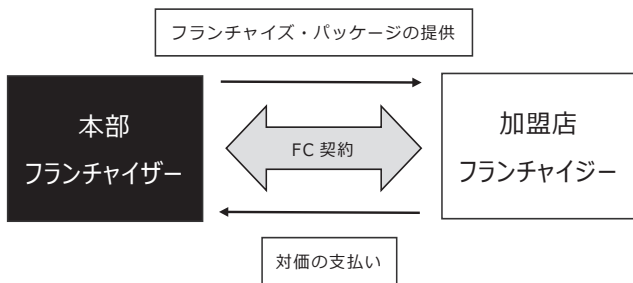 フランチャイズ・パッケージの提供
本部
フランチャイザー
FC 契約
加盟店
フランチャイジー
対価の支払い